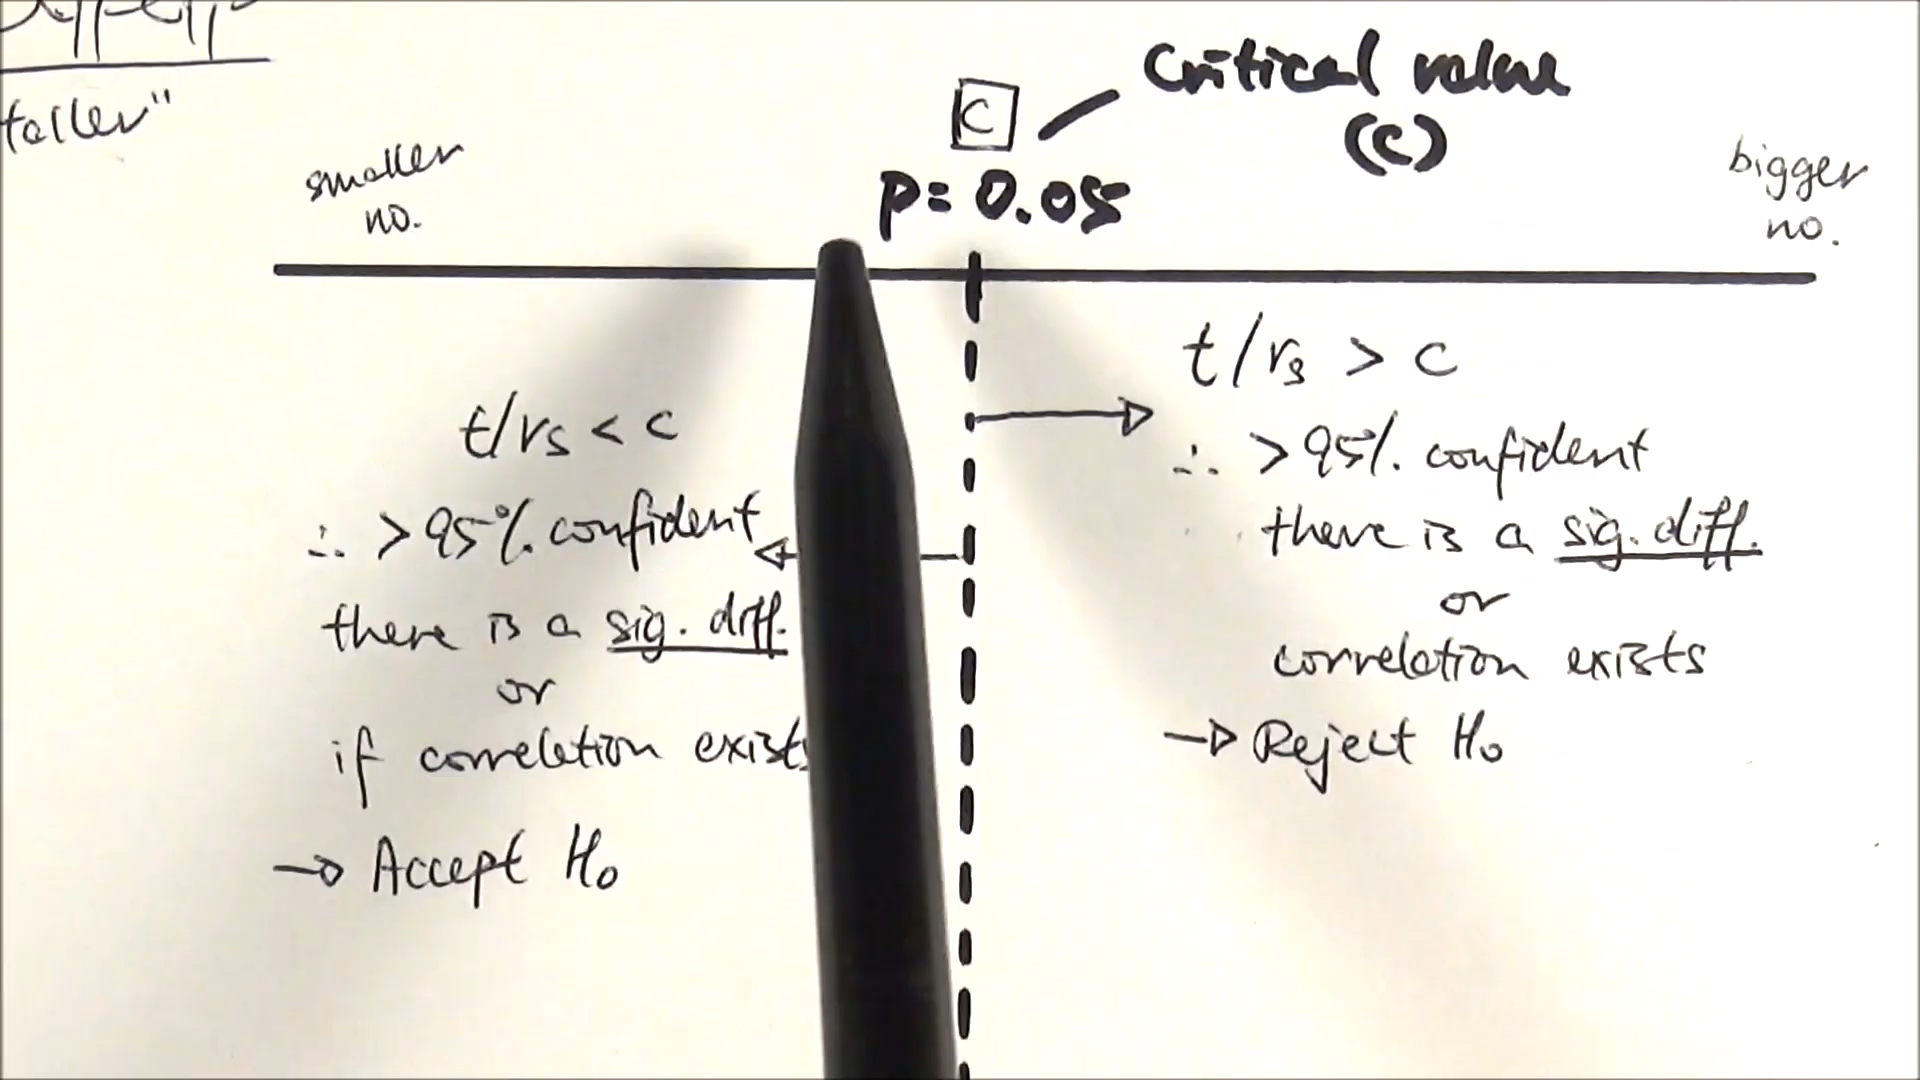 taller"
smaller
no.
C
Critical value
(C)
P= 0.05
bigger
no.
t/rs < c
∴ > 95% confident
there is a sig. diff.
or
if correlation exists
→ Accept H₀
t/rs > c
∴ > 95% confident
there is a sig. diff.
or
correlation exists
→ Reject H₀